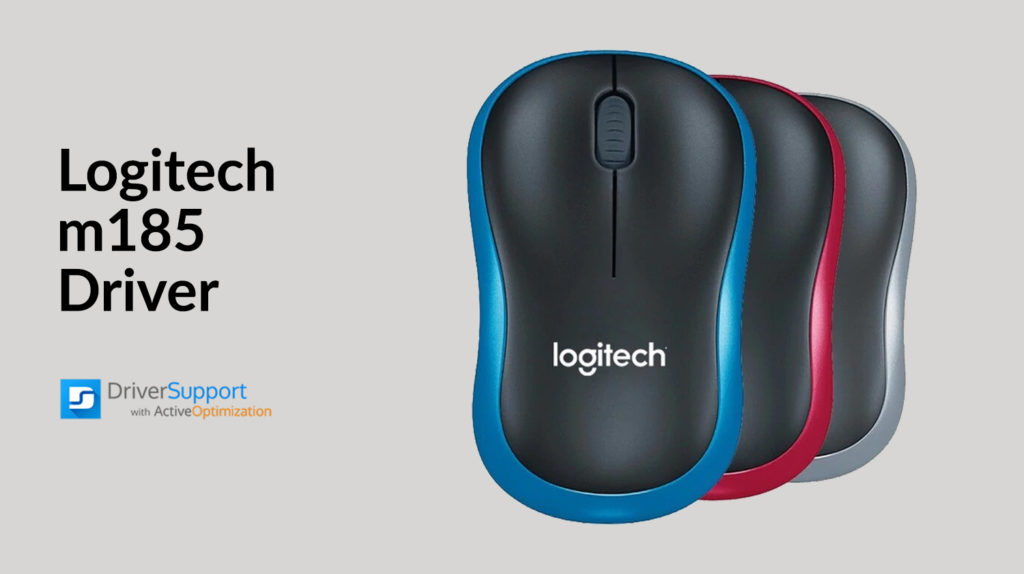 Logitech
m185
Driver
DriverSupport
with ActiveOptimization
logitech